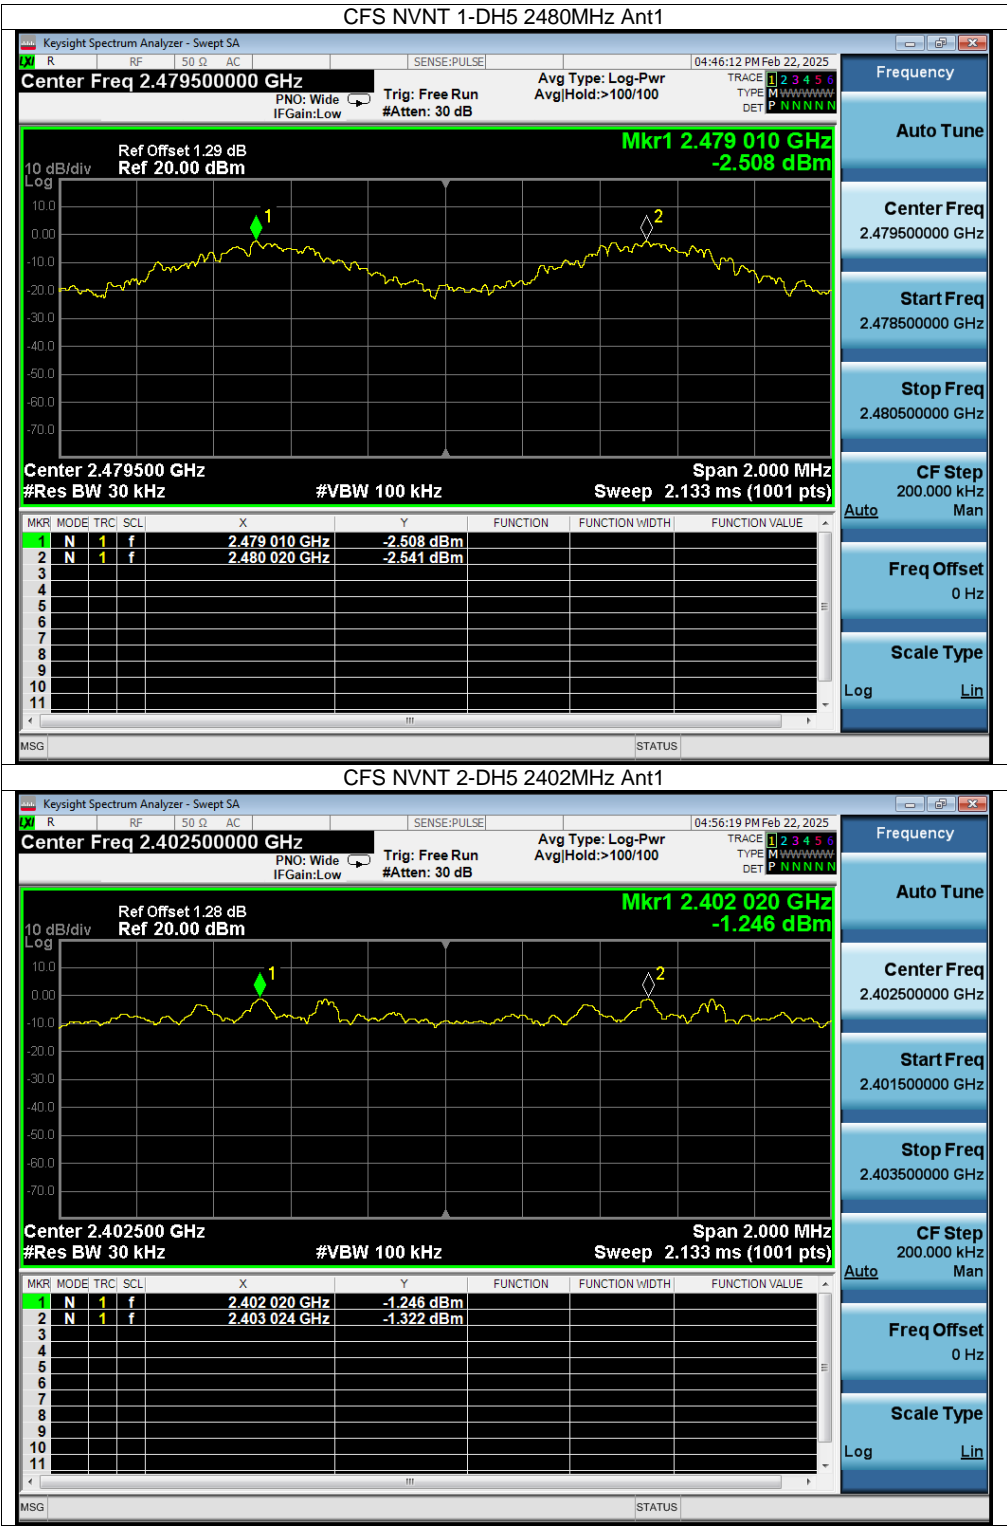 CFS NVNT 1-DH5 2480MHz Ant1
Keysight Spectrum Analyzer - Swept SA
LXI R RF 50 Ω AC SENSE:PULSE 04:46:12 PM Feb 22, 2025
Center Freq 2.479500000 GHz
PNO: Wide
IFGain:Low
Trig: Free Run
#Atten: 30 dB
Avg Type: Log-Pwr
Avg|Hold:>100/100
TRACE 1 2 3 4 5 6
TYPE M WWWWW
DET P N N N N N
Frequency
Auto Tune
Center Freq
2.479500000 GHz
Start Freq
2.478500000 GHz
Stop Freq
2.480500000 GHz
CF Step
200.000 kHz
Auto Man
Freq Offset
0 Hz
Scale Type
Log Lin
Mkr1 2.479 010 GHz
-2.508 dBm
Ref Offset 1.29 dB
10 dB/div Ref 20.00 dBm
Log
10.0
0.00
-10.0
-20.0
-30.0
-40.0
-50.0
-60.0
-70.0
1
2
Center 2.479500 GHz Span 2.000 MHz
#Res BW 30 kHz #VBW 100 kHz Sweep 2.133 ms (1001 pts)
MKR MODE TRC SCL X Y FUNCTION FUNCTION WIDTH FUNCTION VALUE
1 N 1 f 2.479 010 GHz -2.508 dBm
2 N 1 f 2.480 020 GHz -2.541 dBm
3
4
5
6
7
8
9
10
11
MSG STATUS
CFS NVNT 2-DH5 2402MHz Ant1
Keysight Spectrum Analyzer - Swept SA
LXI R RF 50 Ω AC SENSE:PULSE 04:56:19 PM Feb 22, 2025
Center Freq 2.402500000 GHz
PNO: Wide
IFGain:Low
Trig: Free Run
#Atten: 30 dB
Avg Type: Log-Pwr
Avg|Hold:>100/100
TRACE 1 2 3 4 5 6
TYPE M WWWWW
DET P N N N N N
Frequency
Auto Tune
Center Freq
2.402500000 GHz
Start Freq
2.401500000 GHz
Stop Freq
2.403500000 GHz
CF Step
200.000 kHz
Auto Man
Freq Offset
0 Hz
Scale Type
Log Lin
Mkr1 2.402 020 GHz
-1.246 dBm
Ref Offset 1.28 dB
10 dB/div Ref 20.00 dBm
Log
10.0
0.00
-10.0
-20.0
-30.0
-40.0
-50.0
-60.0
-70.0
1
2
Center 2.402500 GHz Span 2.000 MHz
#Res BW 30 kHz #VBW 100 kHz Sweep 2.133 ms (1001 pts)
MKR MODE TRC SCL X Y FUNCTION FUNCTION WIDTH FUNCTION VALUE
1 N 1 f 2.402 020 GHz -1.246 dBm
2 N 1 f 2.403 024 GHz -1.322 dBm
3
4
5
6
7
8
9
10
11
MSG STATUS